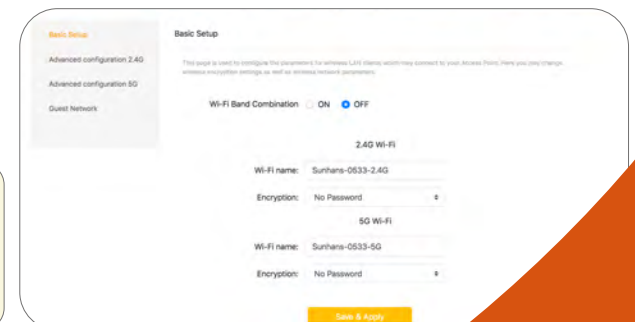 Basic Setup
Advanced configuration 2.4G
Advanced configuration 5G
Guest Network
Basic Setup
This page is used to configure the parameters for wireless LAN clients which may connect to your Access Point. Here you may change
wireless encryption settings as well as wireless network parameters.
Wi-Fi Band Combination ON OFF
2.4G Wi-Fi
Wi-Fi name: Sunhans-0533-2.4G
Encryption: No Password
5G Wi-Fi
Wi-Fi name: Sunhans-0533-5G
Encryption: No Password
Save & Apply